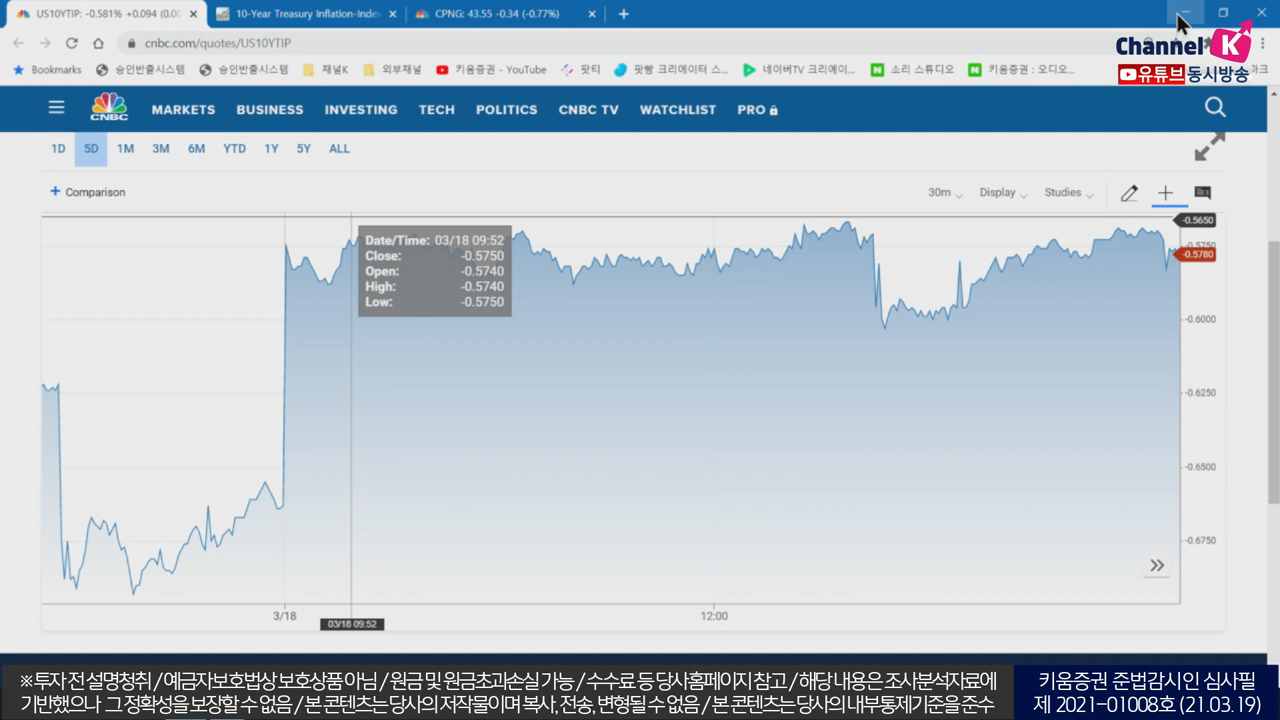 US10YTIP: -0.581% +0.094 (0.00
10-Year Treasury Inflation-Index
CPNG: 43.55 -0.34 (-0.77%)
cnbc.com/quotes/US10YTIP
Channel K
유튜브동시방송
Bookmarks
승인반출시스템
승인반출시스템
채널K
외부채널
키움증권 - Youtube
팟티
팟빵 크리에이터 스...
네이버TV 크리에이...
소리 스튜디오
키움증권 : 오디오...
CNBC
MARKETS
BUSINESS
INVESTING
TECH
POLITICS
CNBC TV
WATCHLIST
PRO
1D
5D
1M
3M
6M
YTD
1Y
5Y
ALL
+ Comparison
30m
Display
Studies
Date/Time: 03/18 09:52
Close: -0.5750
Open: -0.5740
High: -0.5740
Low: -0.5750
-0.5650
-0.5750
-0.5780
-0.6000
-0.6250
-0.6500
-0.6750
3/18
03/18 09:52
12:00
※ 투자 전 설명청취 / 예금자보호법상 보호상품 아님 / 원금 및 원금초과손실 가능 / 수수료 등 당사홈페이지 참고 / 해당 내용은 조사분석자료에
기반했으나 그 정확성을 보장할 수 없음 / 본 콘텐츠는 당사의 저작물이며 복사, 전송, 변형될 수 없음 / 본 콘텐츠는 당사의 내부통제기준을 준수
키움증권 준법감시인 심사필
제 2021-01008호 (21.03.19)